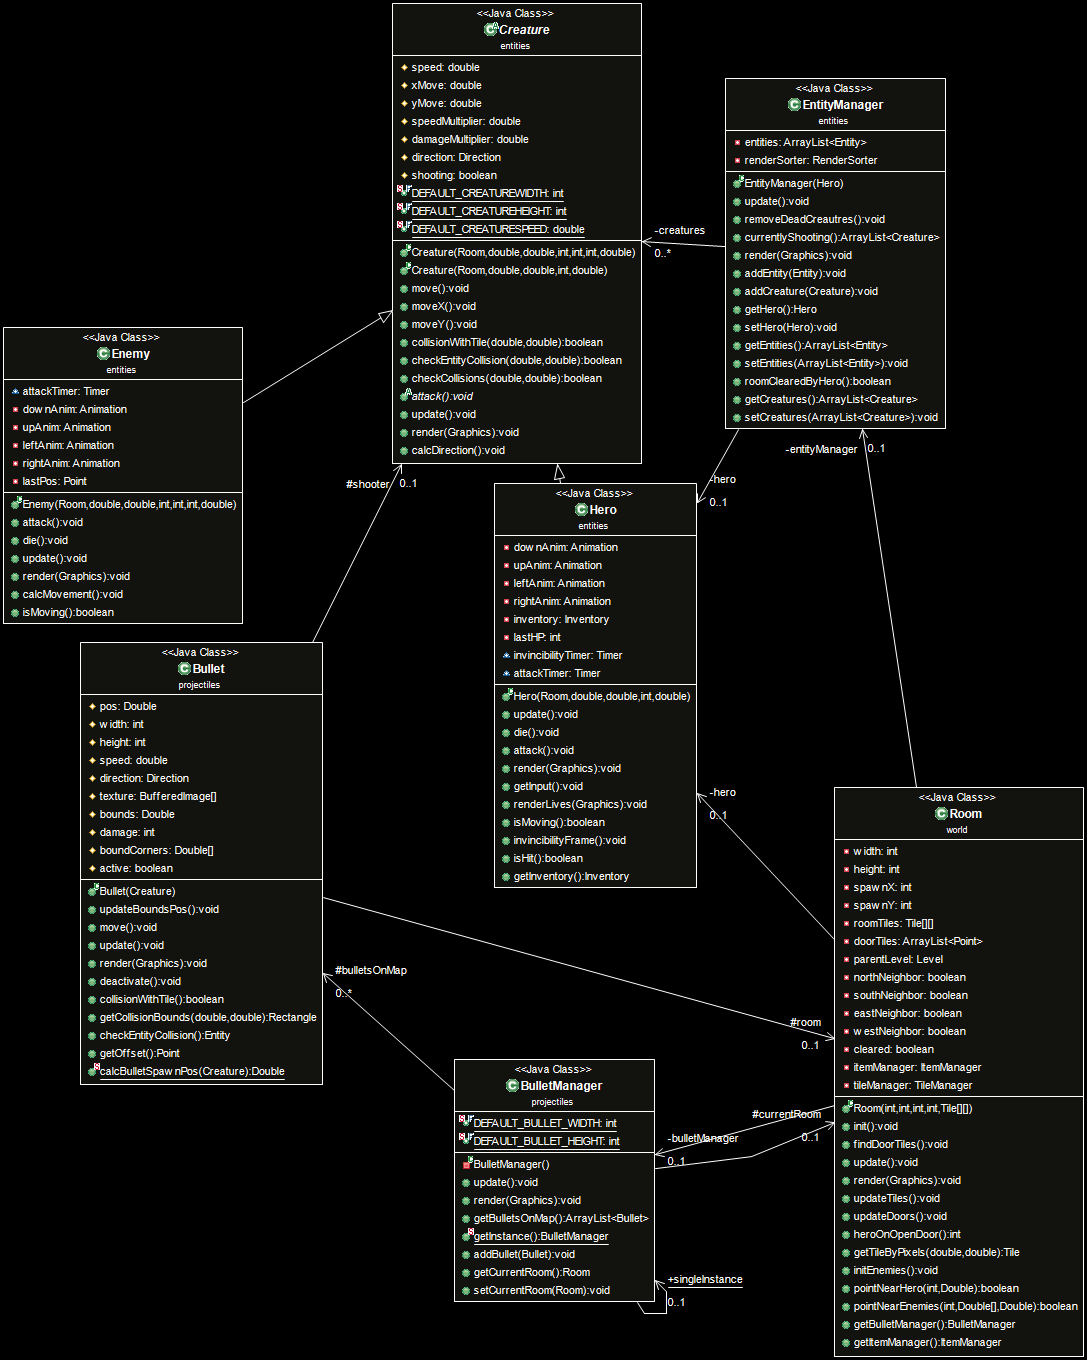 <<Java Class>>
Creature
entities
speed: double
xMove: double
yMove: double
speedMultiplier: double
damageMultiplier: double
direction: Direction
shooting: boolean
DEFAULT_CREATUREWIDTH: int
DEFAULT_CREATUREHEIGHT: int
DEFAULT_CREATURESPEED: double
Creature(Room,double,double,int,int,int,double)
Creature(Room,double,double,int,double)
move():void
moveX():void
moveY():void
collisionWithTile(double,double):boolean
checkEntityCollision(double,double):boolean
checkCollisions(double,double):boolean
attack():void
update():void
render(Graphics):void
calcDirection():void
<<Java Class>>
EntityManager
entities
entities: ArrayList<Entity>
renderSorter: RenderSorter
EntityManager(Hero)
update():void
removeDeadCreautres():void
currentlyShooting():ArrayList<Creature>
render(Graphics):void
addEntity(Entity):void
addCreature(Creature):void
getHero():Hero
setHero(Hero):void
getEntities():ArrayList<Entity>
setEntities(ArrayList<Entity>):void
roomClearedByHero():boolean
getCreatures():ArrayList<Creature>
setCreatures(ArrayList<Creature>):void
-creatures
0..*
<<Java Class>>
Enemy
entities
attackTimer: Timer
downAnim: Animation
upAnim: Animation
leftAnim: Animation
rightAnim: Animation
lastPos: Point
Enemy(Room,double,double,int,int,int,double)
attack():void
die():void
update():void
render(Graphics):void
calcMovement():void
isMoving():boolean
#shooter
0..1
-hero
0..1
-entityManager
0..1
<<Java Class>>
Hero
entities
downAnim: Animation
upAnim: Animation
leftAnim: Animation
rightAnim: Animation
inventory: Inventory
lastHP: int
invincibilityTimer: Timer
attackTimer: Timer
Hero(Room,double,double,int,double)
update():void
die():void
attack():void
render(Graphics):void
getInput():void
renderLives(Graphics):void
isMoving():boolean
invincibilityFrame():void
isHit():boolean
getInventory():Inventory
<<Java Class>>
Bullet
projectiles
pos: Double
width: int
height: int
speed: double
direction: Direction
texture: BufferedImage[]
bounds: Double
damage: int
boundCorners: Double[]
active: boolean
Bullet(Creature)
updateBoundsPos():void
move():void
update():void
render(Graphics):void
deactivate():void
collisionWithTile():boolean
getCollisionBounds(double,double):Rectangle
checkEntityCollision():Entity
getOffset():Point
calcBulletSpawnPos(Creature):Double
-hero
0..1
<<Java Class>>
Room
world
width: int
height: int
spawnX: int
spawnY: int
roomTiles: Tile[][]
doorTiles: ArrayList<Point>
parentLevel: Level
northNeighbor: boolean
southNeighbor: boolean
eastNeighbor: boolean
westNeighbor: boolean
cleared: boolean
itemManager: ItemManager
tileManager: TileManager
Room(int,int,int,int,Tile[][])
init():void
findDoorTiles():void
update():void
render(Graphics):void
updateTiles():void
updateDoors():void
heroOnOpenDoor():int
getTileByPixels(double,double):Tile
initEnemies():void
pointNearHero(int,Double):boolean
pointNearEnemies(int,Double[],Double):boolean
getBulletManager():BulletManager
getItemManager():ItemManager
#bulletsOnMap
0..*
#room
0..1
<<Java Class>>
BulletManager
projectiles
DEFAULT_BULLET_WIDTH: int
DEFAULT_BULLET_HEIGHT: int
BulletManager()
update():void
render(Graphics):void
getBulletsOnMap():ArrayList<Bullet>
getInstance():BulletManager
addBullet(Bullet):void
getCurrentRoom():Room
setCurrentRoom(Room):void
#currentRoom
0..1
-bulletManager
0..1
+singleInstance
0..1